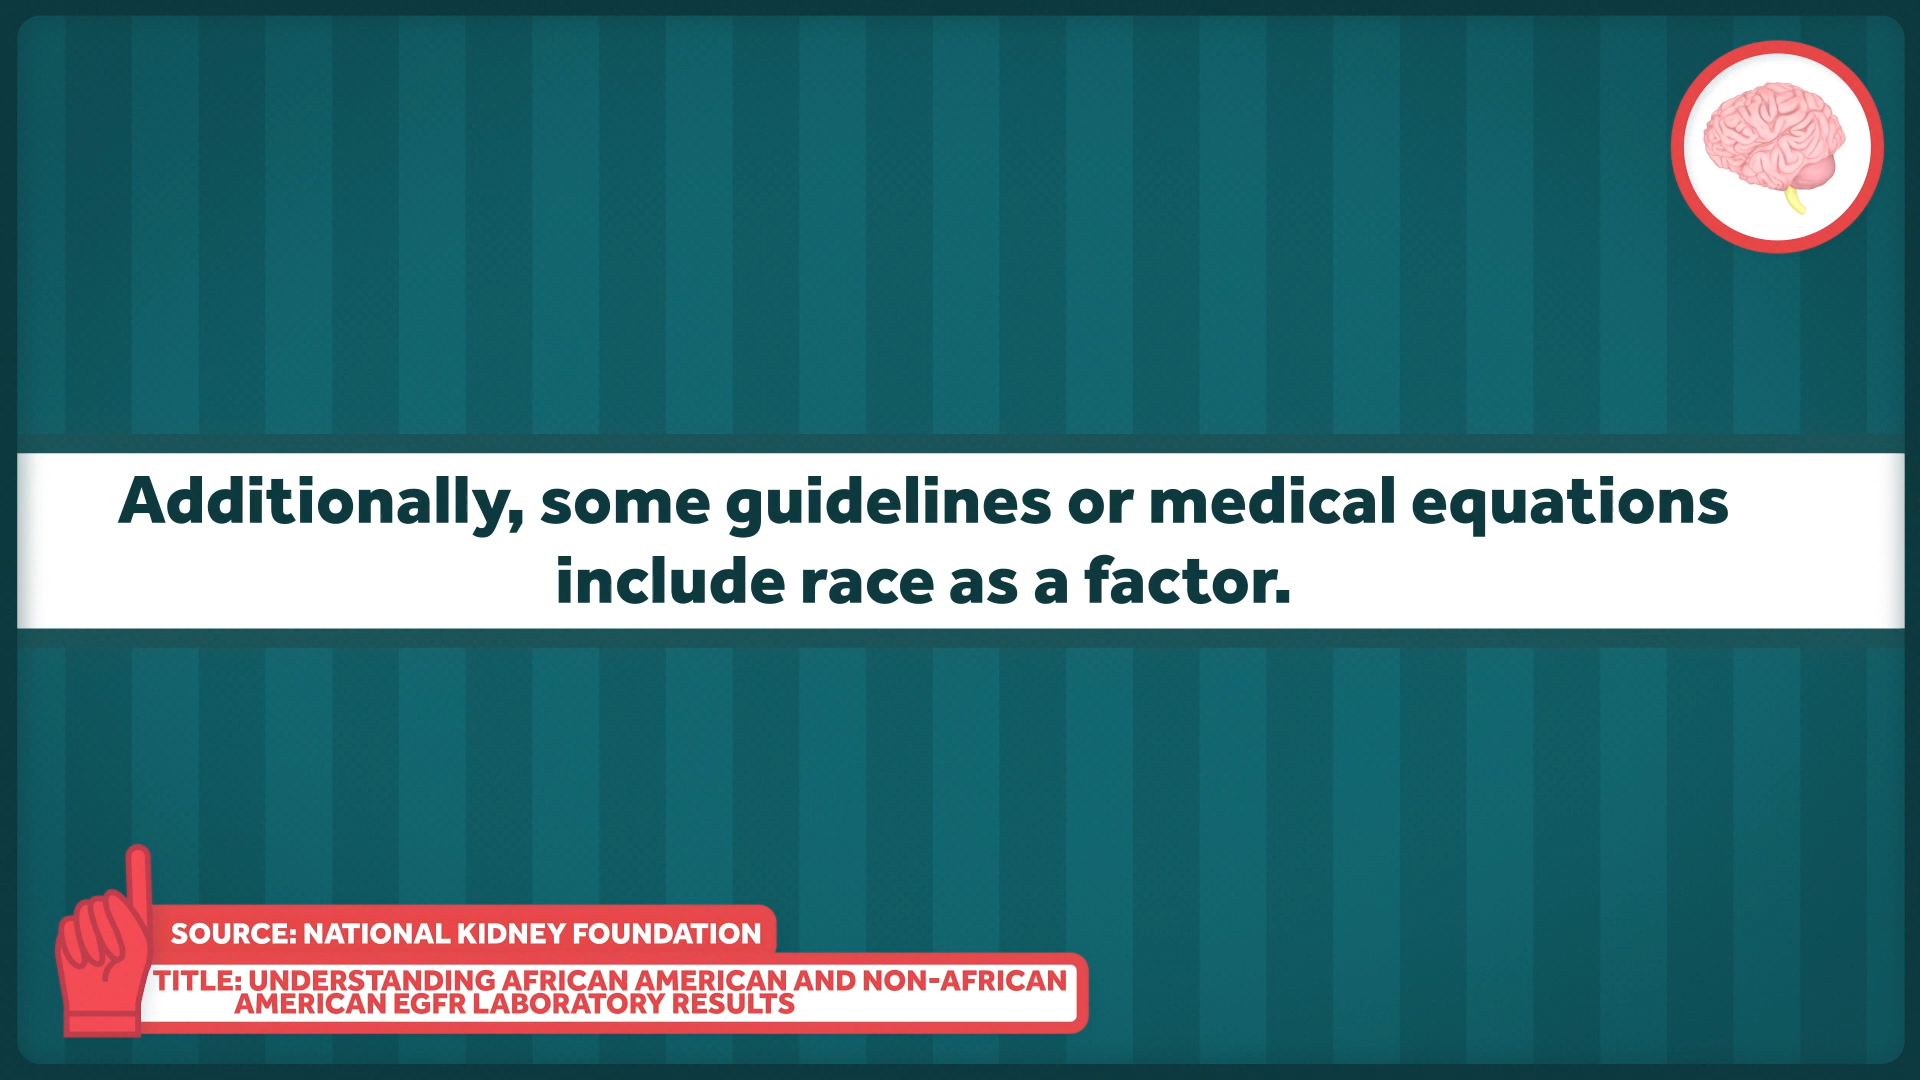 Additionally, some guidelines or medical equations
include race as a factor.
SOURCE: NATIONAL KIDNEY FOUNDATION
TITLE: UNDERSTANDING AFRICAN AMERICAN AND NON-AFRICAN
AMERICAN EGFR LABORATORY RESULTS